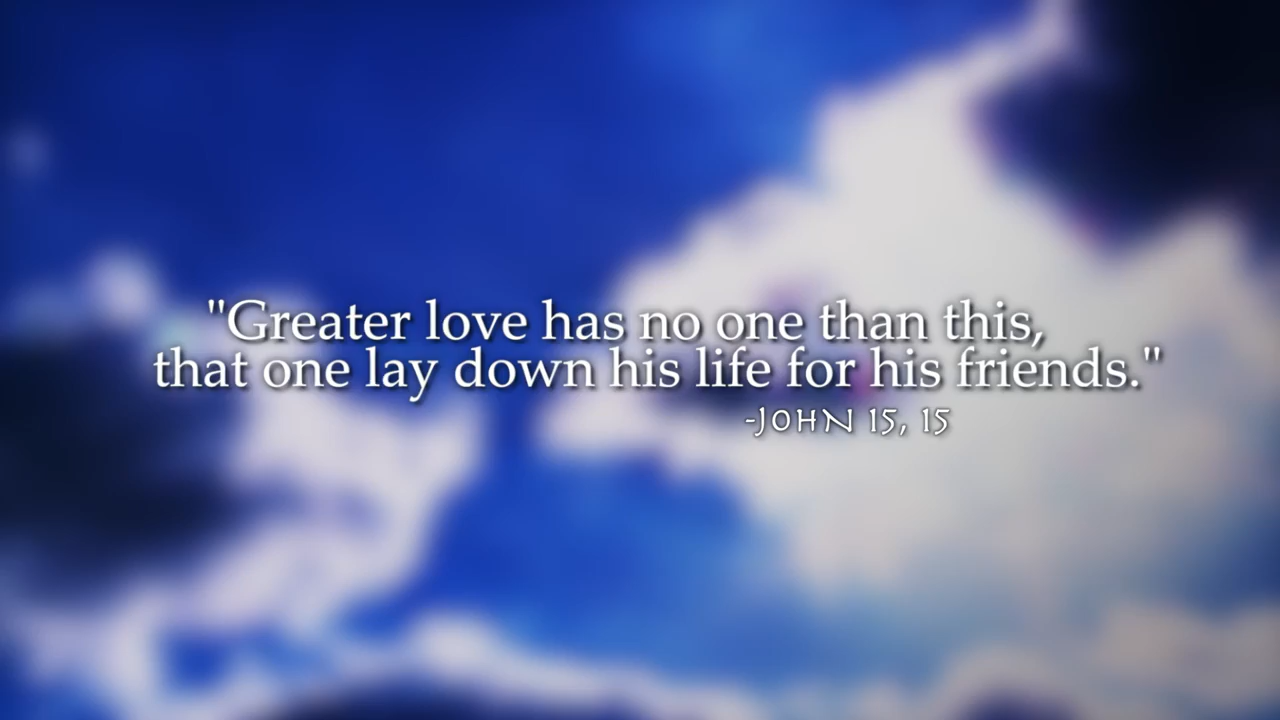 "Greater love has no one than this,
that one lay down his life for his friends."
-JOHN 15, 15